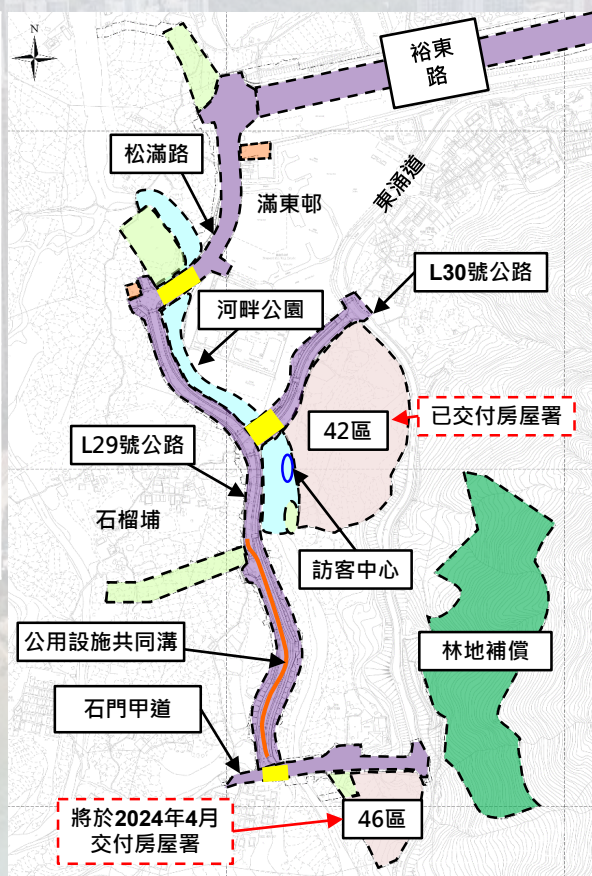 N
裕東
路
松滿路
滿東邨
東涌道
L30號公路
河畔公園
42區
已交付房屋署
L29號公路
石榴埔
訪客中心
公用設施共同溝
林地補償
石門甲道
將於2024年4月
交付房屋署
46區